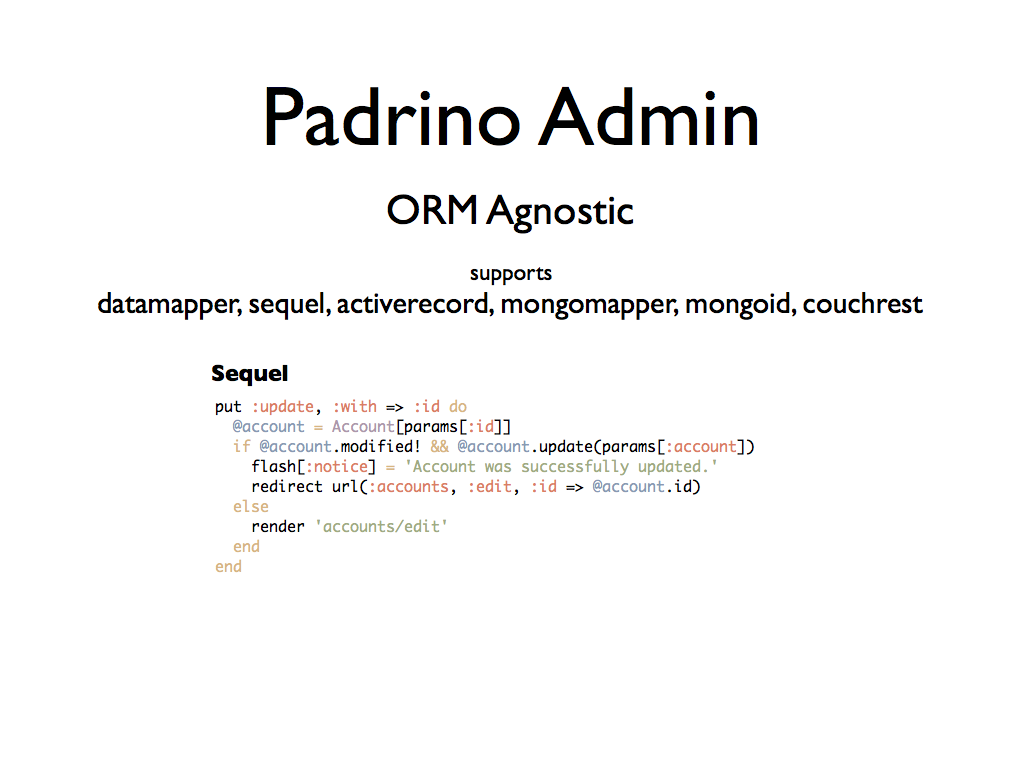 Padrino Admin
ORM Agnostic
supports
datamapper, sequel, activerecord, mongomapper, mongoid, couchrest
Sequel
put :update, :with => :id do
  @account = Account[params[:id]]
  if @account.modified! && @account.update(params[:account])
    flash[:notice] = 'Account was successfully updated.'
    redirect url(:accounts, :edit, :id => @account.id)
  else
    render 'accounts/edit'
  end
end